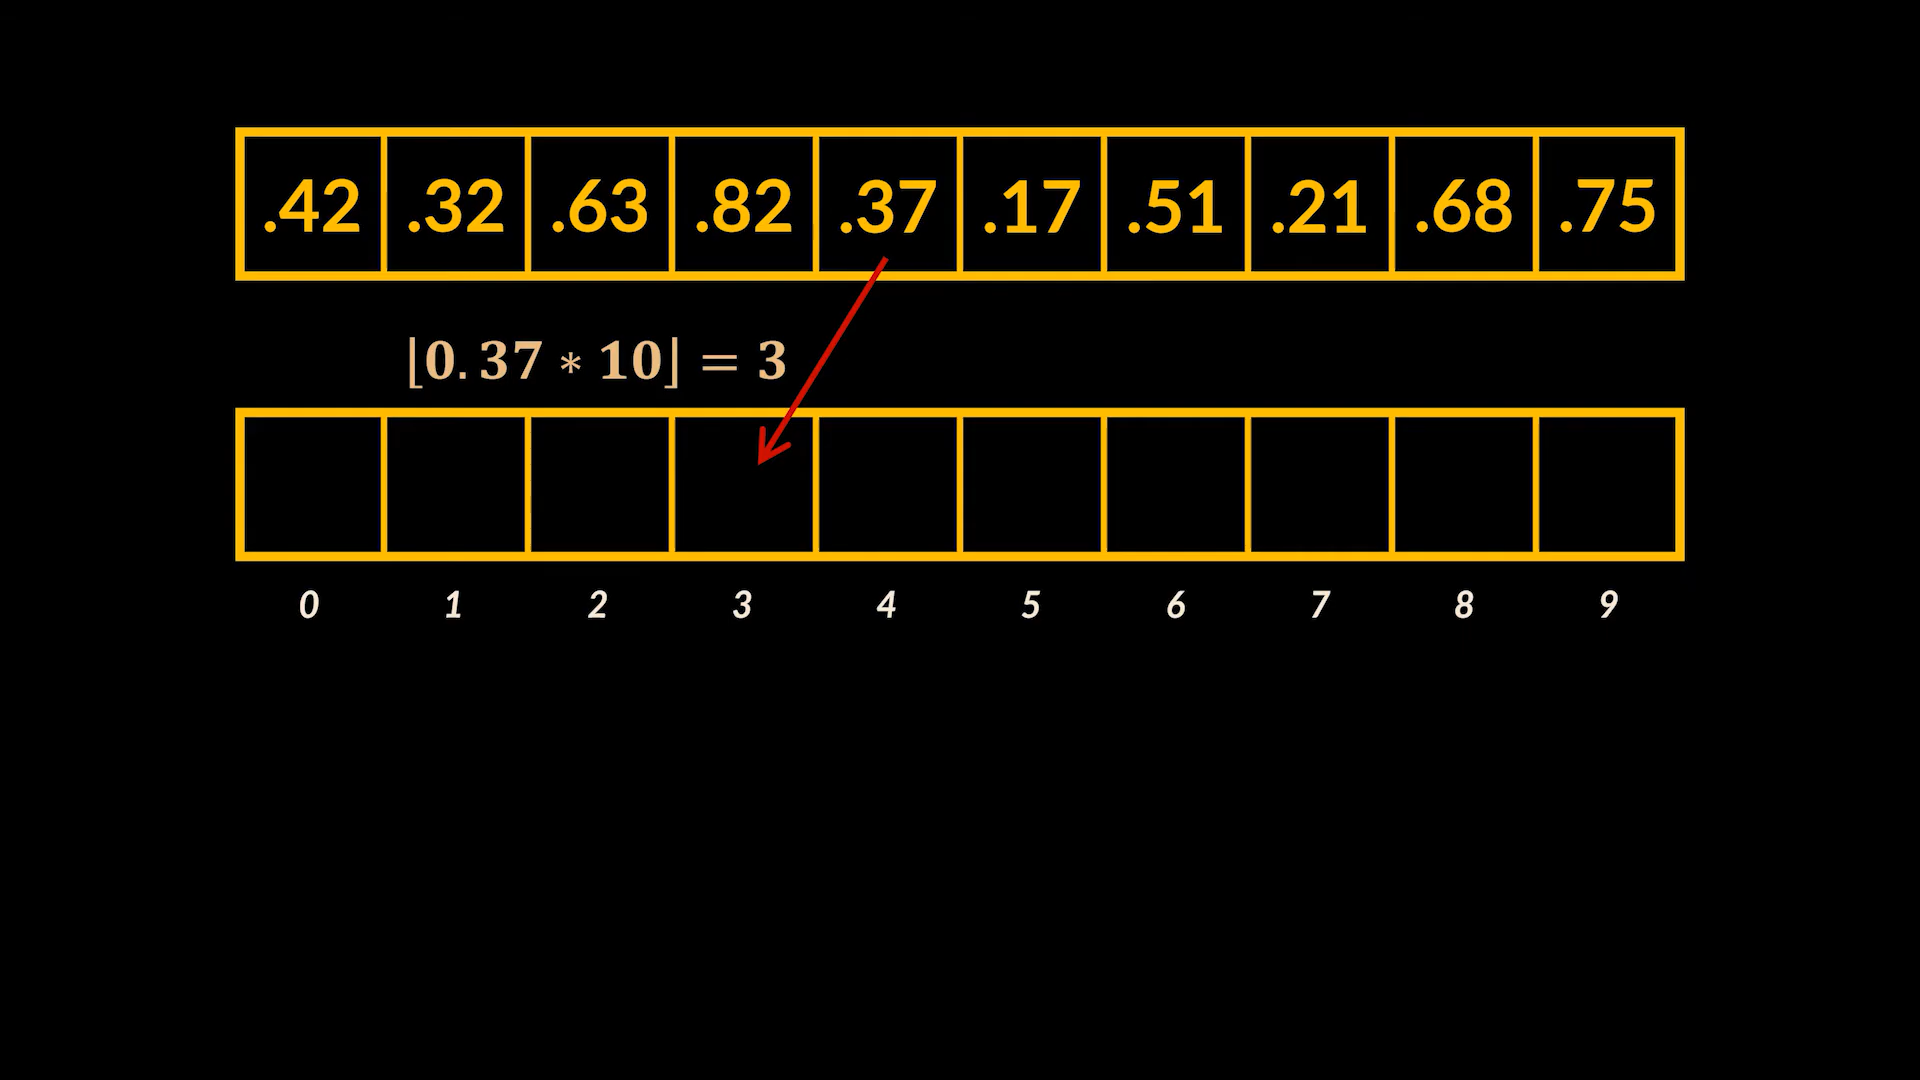 .42 .32 .63 .82 .37 .17 .51 .21 .68 .75
⌊0.37 * 10⌋ = 3
0 1 2 3 4 5 6 7 8 9